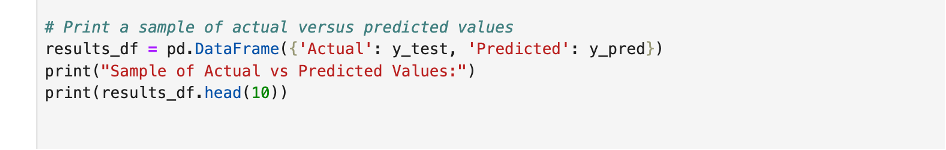 # Print a sample of actual versus predicted values
results_df = pd.DataFrame({'Actual': y_test, 'Predicted': y_pred})
print("Sample of Actual vs Predicted Values:")
print(results_df.head(10))